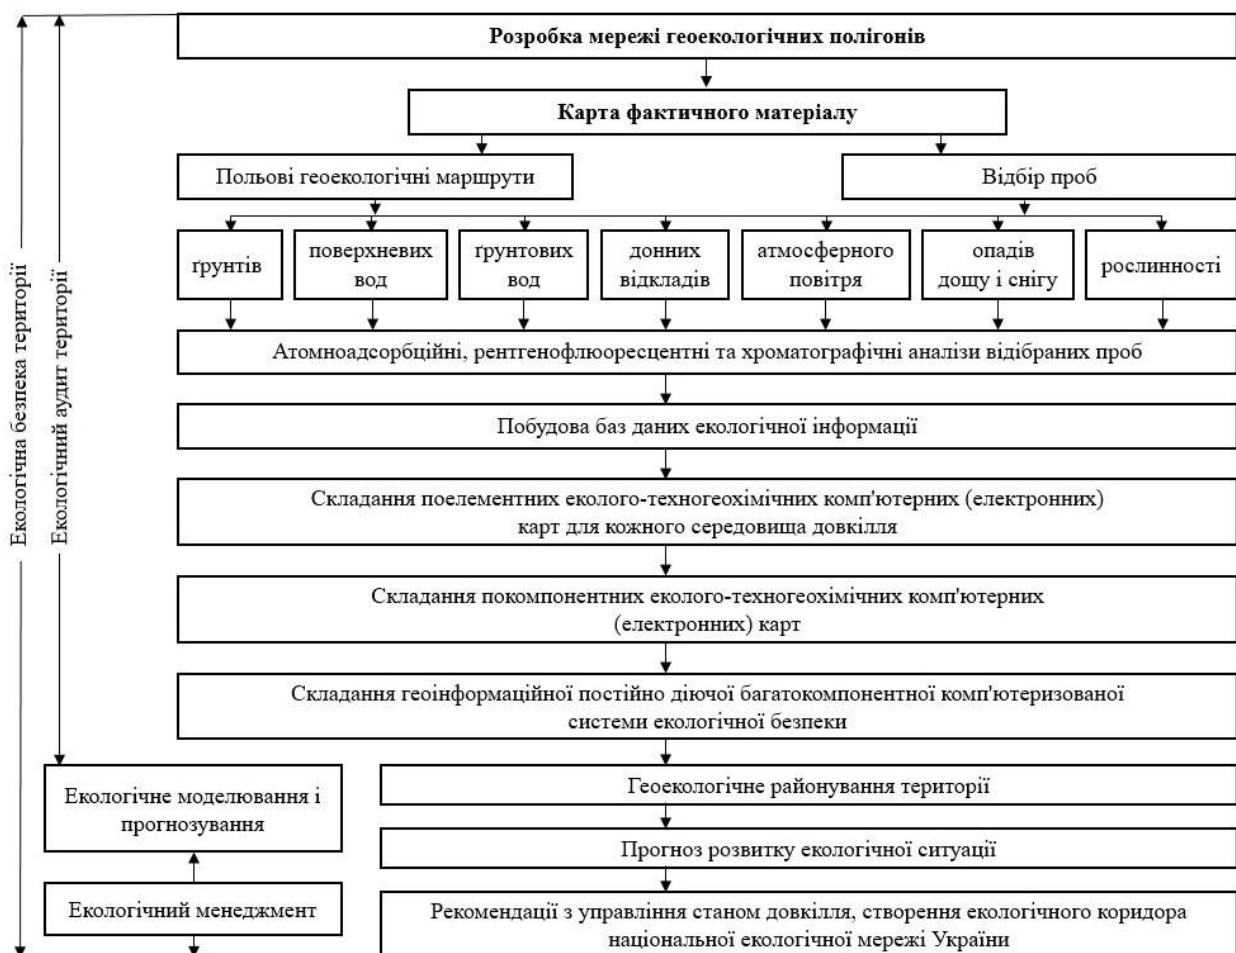 Розробка мережі геоекологічних полігонів
Карта фактичного матеріалу
Польові геоекологічні маршрути
Відбір проб
ґрунтів
поверхневих
вод
ґрунтових
вод
донних
відкладів
атмосферного
повітря
опадів
дощу і снігу
рослинності
Атомноадсорбційні, рентгенофлюоресцентні та хроматографічні аналізи відібраних проб
Побудова баз даних екологічної інформації
Складання поелементних еколого-техногеохімічних комп'ютерних (електронних)
карт для кожного середовища довкілля
Складання покомпонентних еколого-техногеохімічних комп'ютерних
(електронних) карт
Складання геоінформаційної постійно діючої багатокомпонентної комп'ютеризованої
системи екологічної безпеки
Екологічна безпека території
Екологічний аудит території
Екологічне моделювання і
прогнозування
Екологічний менеджмент
Геоекологічне районування території
Прогноз розвитку екологічної ситуації
Рекомендації з управління станом довкілля, створення екологічного коридора
національної екологічної мережі України